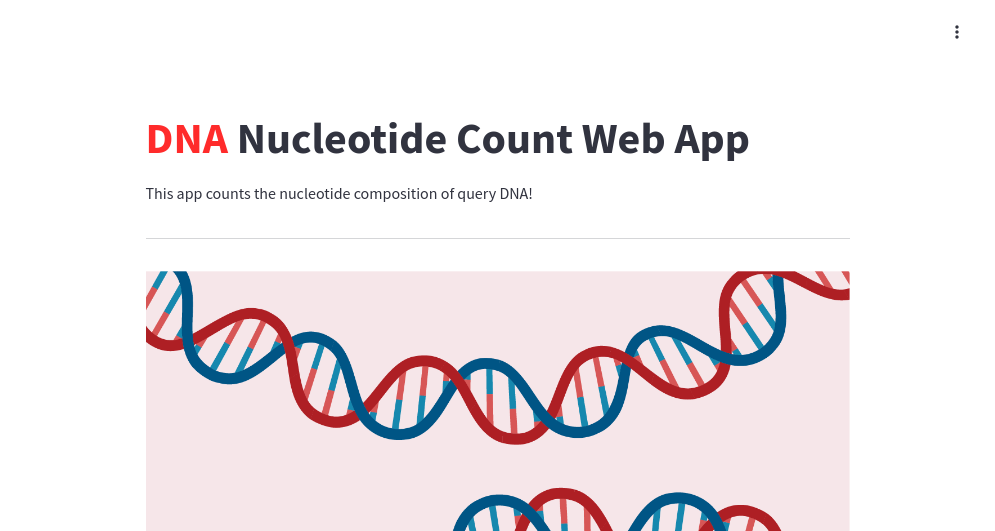 DNA Nucleotide Count Web App
This app counts the nucleotide composition of query DNA!